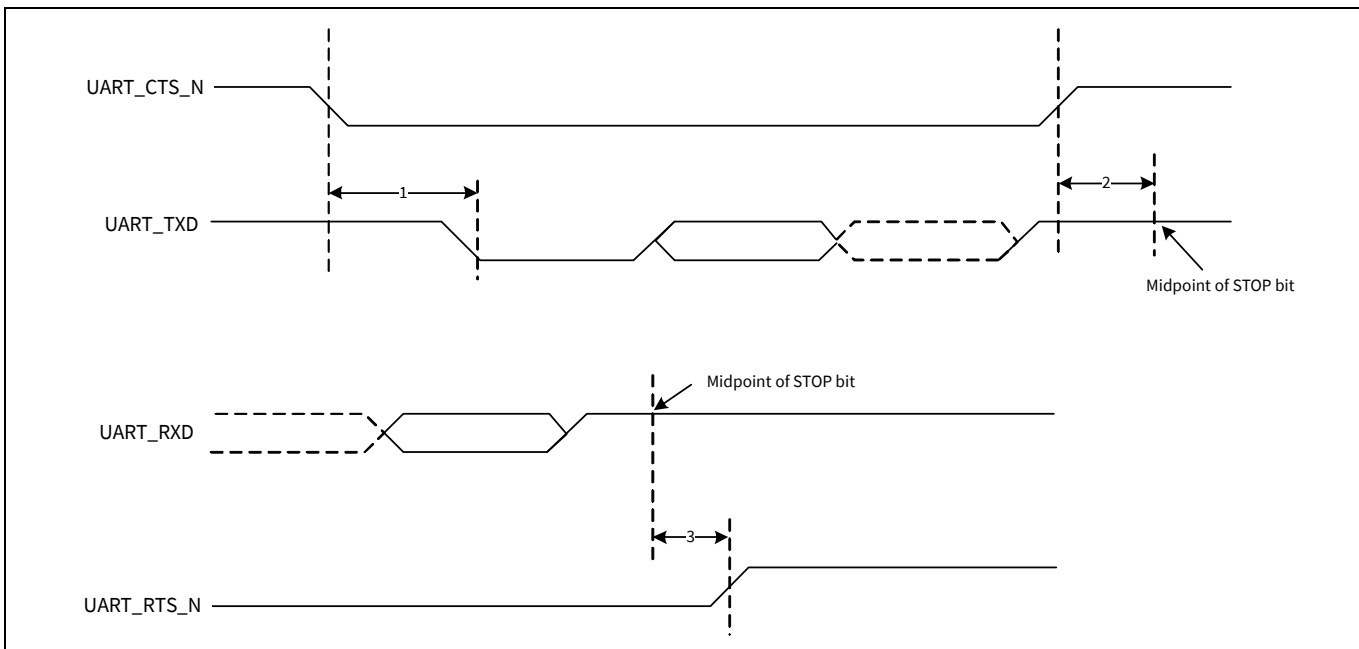 UART_CTS_N
1
2
UART_TXD
Midpoint of STOP bit
Midpoint of STOP bit
UART_RXD
3
UART_RTS_N